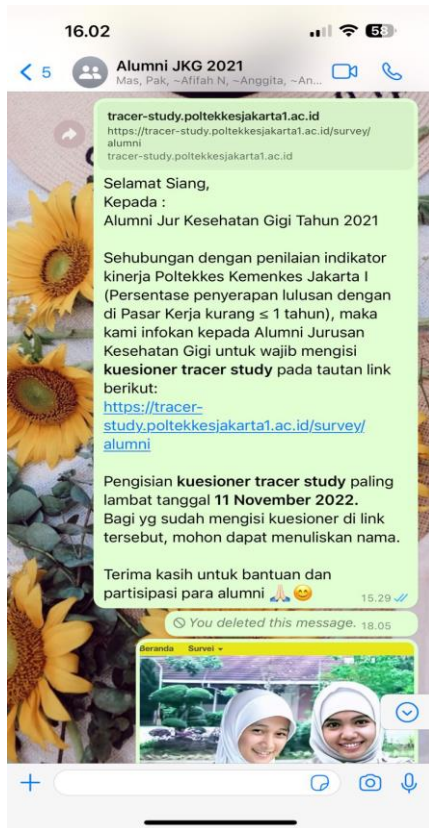 16.02
58
5
Alumni JKG 2021
Mas, Pak, ~Afifah N, ~Anggita, ~An...
tracer-study.poltekkesjakarta1.ac.id
https://tracer-study.poltekkesjakarta1.ac.id/survey/
alumni
tracer-study.poltekkesjakarta1.ac.id
Selamat Siang,
Kepada :
Alumni Jur Kesehatan Gigi Tahun 2021
Sehubungan dengan penilaian indikator
kinerja Poltekkes Kemenkes Jakarta I
(Persentase penyerapan lulusan dengan
di Pasar Kerja kurang ≤ 1 tahun), maka
kami infokan kepada Alumni Jurusan
Kesehatan Gigi untuk wajib mengisi
kuesioner tracer study pada tautan link
berikut:
https://tracer-
study.poltekkesjakarta1.ac.id/survey/
alumni
Pengisian kuesioner tracer study paling
lambat tanggal 11 November 2022.
Bagi yg sudah mengisi kuesioner di link
tersebut, mohon dapat menuliskan nama.
Terima kasih untuk bantuan dan
partisipasi para alumni 🙏🏻😊
15.29
You deleted this message. 18.05
Beranda Survei